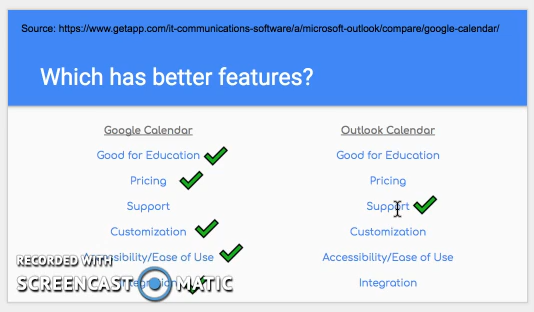 Source: https://www.getapp.com/it-communications-software/a/microsoft-outlook/compare/google-calendar/
Which has better features?
Google Calendar
Good for Education
Pricing
Support
Customization
Accessibility/Ease of Use
Integration
Outlook Calendar
Good for Education
Pricing
Support
Customization
Accessibility/Ease of Use
Integration
RECORDED WITH
SCREENCAST MATIC